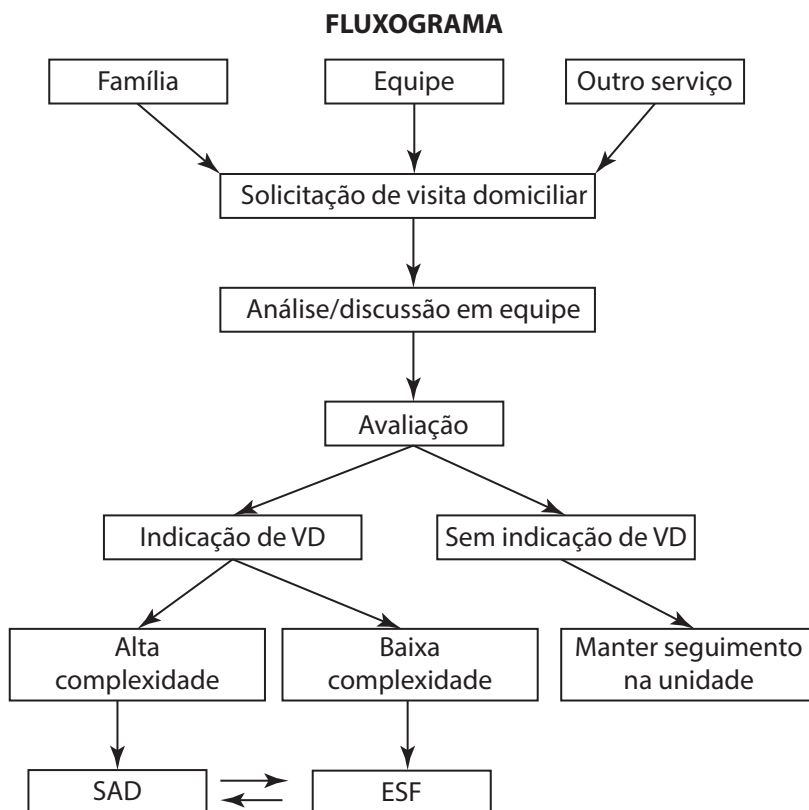 FLUXOGRAMA
Família
Equipe
Outro serviço
Solicitação de visita domiciliar
Análise/discussão em equipe
Avaliação
Indicação de VD
Sem indicação de VD
Alta
complexidade
Baixa
complexidade
Manter seguimento
na unidade
SAD
ESF